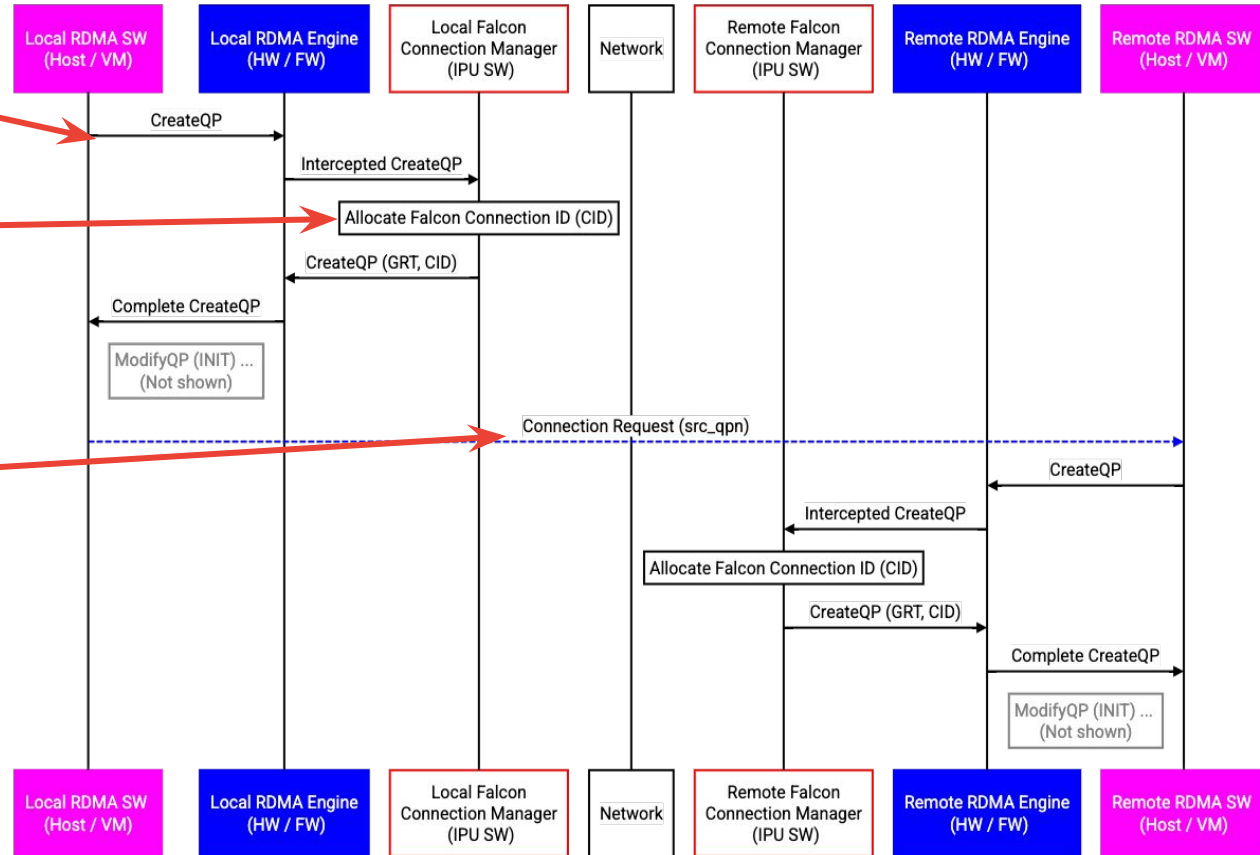 Local RDMA SW
(Host / VM)
Local RDMA Engine
(HW / FW)
Local Falcon
Connection Manager
(IPU SW)
Network
Remote Falcon
Connection Manager
(IPU SW)
Remote RDMA Engine
(HW / FW)
Remote RDMA SW
(Host / VM)
CreateQP
Intercepted CreateQP
Allocate Falcon Connection ID (CID)
CreateQP (GRT, CID)
Complete CreateQP
ModifyQP (INIT) ...
(Not shown)
Connection Request (src_qpn)
CreateQP
Intercepted CreateQP
Allocate Falcon Connection ID (CID)
CreateQP (GRT, CID)
Complete CreateQP
ModifyQP (INIT) ...
(Not shown)
Local RDMA SW
(Host / VM)
Local RDMA Engine
(HW / FW)
Local Falcon
Connection Manager
(IPU SW)
Network
Remote Falcon
Connection Manager
(IPU SW)
Remote RDMA Engine
(HW / FW)
Remote RDMA SW
(Host / VM)